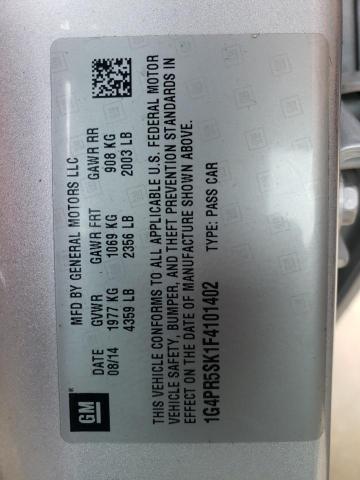 MFD BY GENERAL MOTORS LLC
DATE GVWR GAWR FRT GAWR RR
08/14 1977 KG 1069 KG 908 KG
4359 LB 2356 LB 2003 LB
THIS VEHICLE CONFORMS TO ALL APPLICABLE U.S. FEDERAL MOTOR
VEHICLE SAFETY, BUMPER, AND THEFT PREVENTION STANDARDS IN
EFFECT ON THE DATE OF MANUFACTURE SHOWN ABOVE.
1G4PR5SK1F4101402 TYPE: PASS CAR
GM